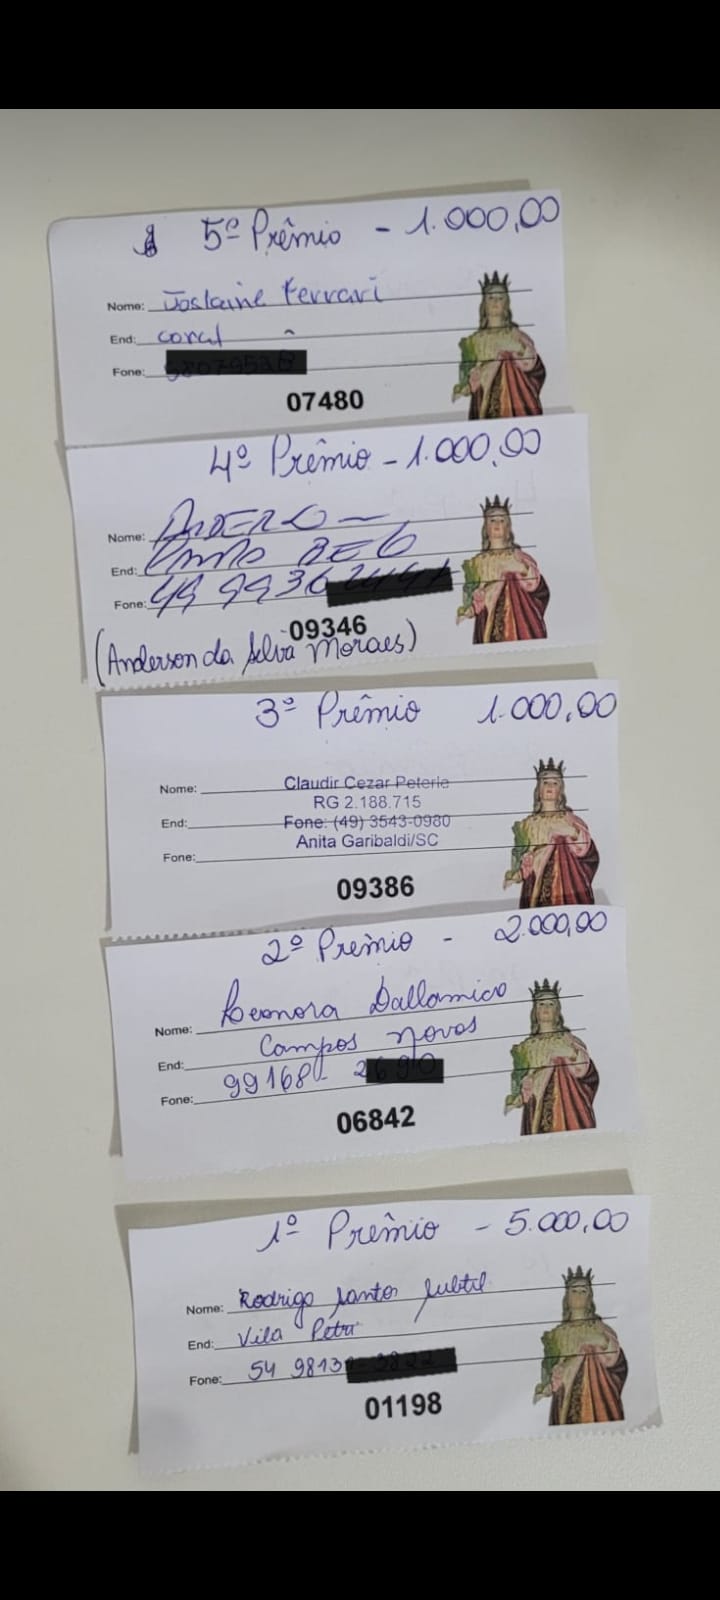 5º Prêmio - 1.000,00
Nome: Joslaine Ferrari
End: coral
Fone:
07480
4º Prêmio - 1.000,00
Nome: ANDERSO
End:
Fone: 49 9936
09346
(Anderson da Silva Moraes)
3º Prêmio 1.000,00
Nome: Claudir Cezar Peterle
RG 2.188.715
End: Fone: (49) 3543-0980
Anita Garibaldi/SC
Fone:
09386
2º Prêmio - 2.000,00
Nome: Leonora Dallamico
End: Campos Novos
Fone: 99168-
06842
1º Prêmio - 5.000,00
Nome: Rodrigo Santos Subtil
End: Vila Petri
Fone: 54 9813
01198